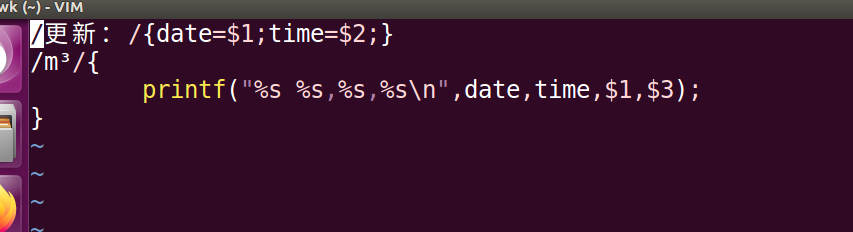 wk (~) - VIM
/更新：/{date=$1;time=$2;}
/m³/{
        printf("%s %s,%s,%s\n",date,time,$1,$3);
}
~
~
~
~